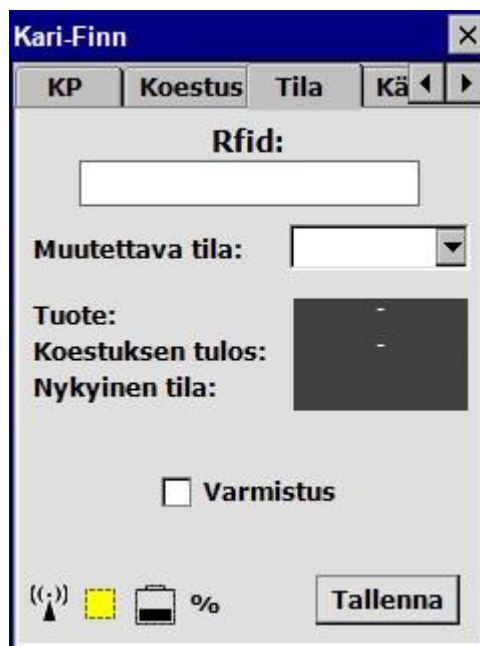 Kari-Finn
KP Koestus Tila Kä
Rfid:
Muutettava tila:
Tuote: -
Koestuksen tulos: -
Nykyinen tila:
Varmistus
% Tallenna